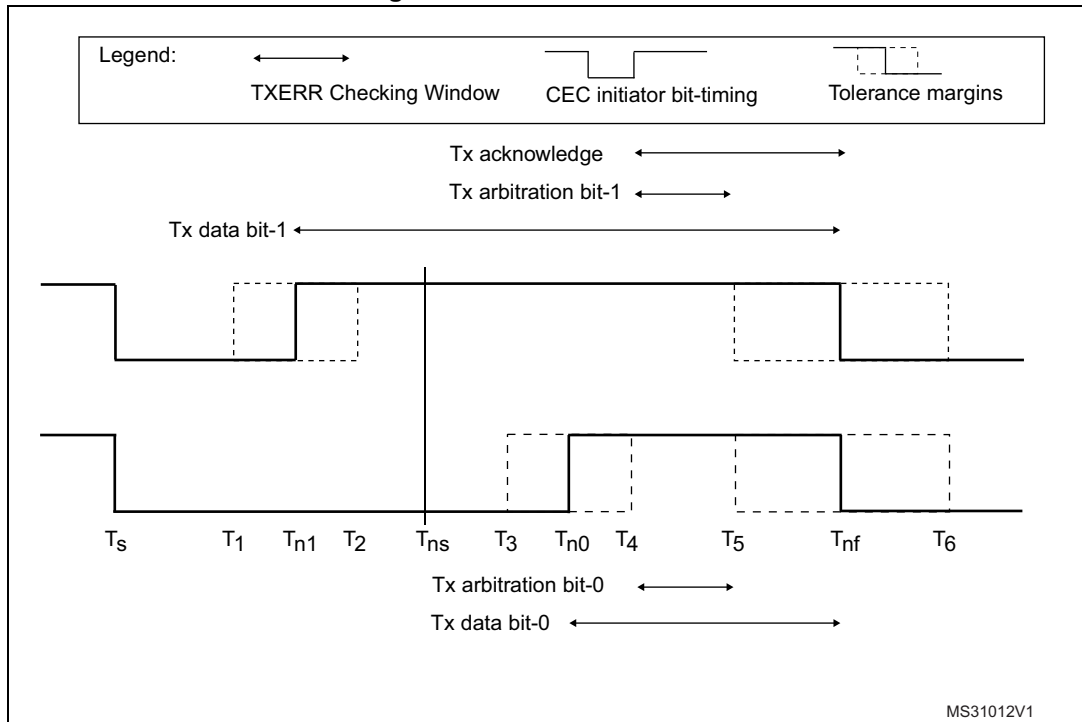 Legend:
TXERR Checking Window
CEC initiator bit-timing
Tolerance margins
Tx acknowledge
Tx arbitration bit-1
Tx data bit-1
Ts T1 Tn1 T2 Tns T3 Tn0 T4 T5 Tnf T6
Tx arbitration bit-0
Tx data bit-0
MS31012V1